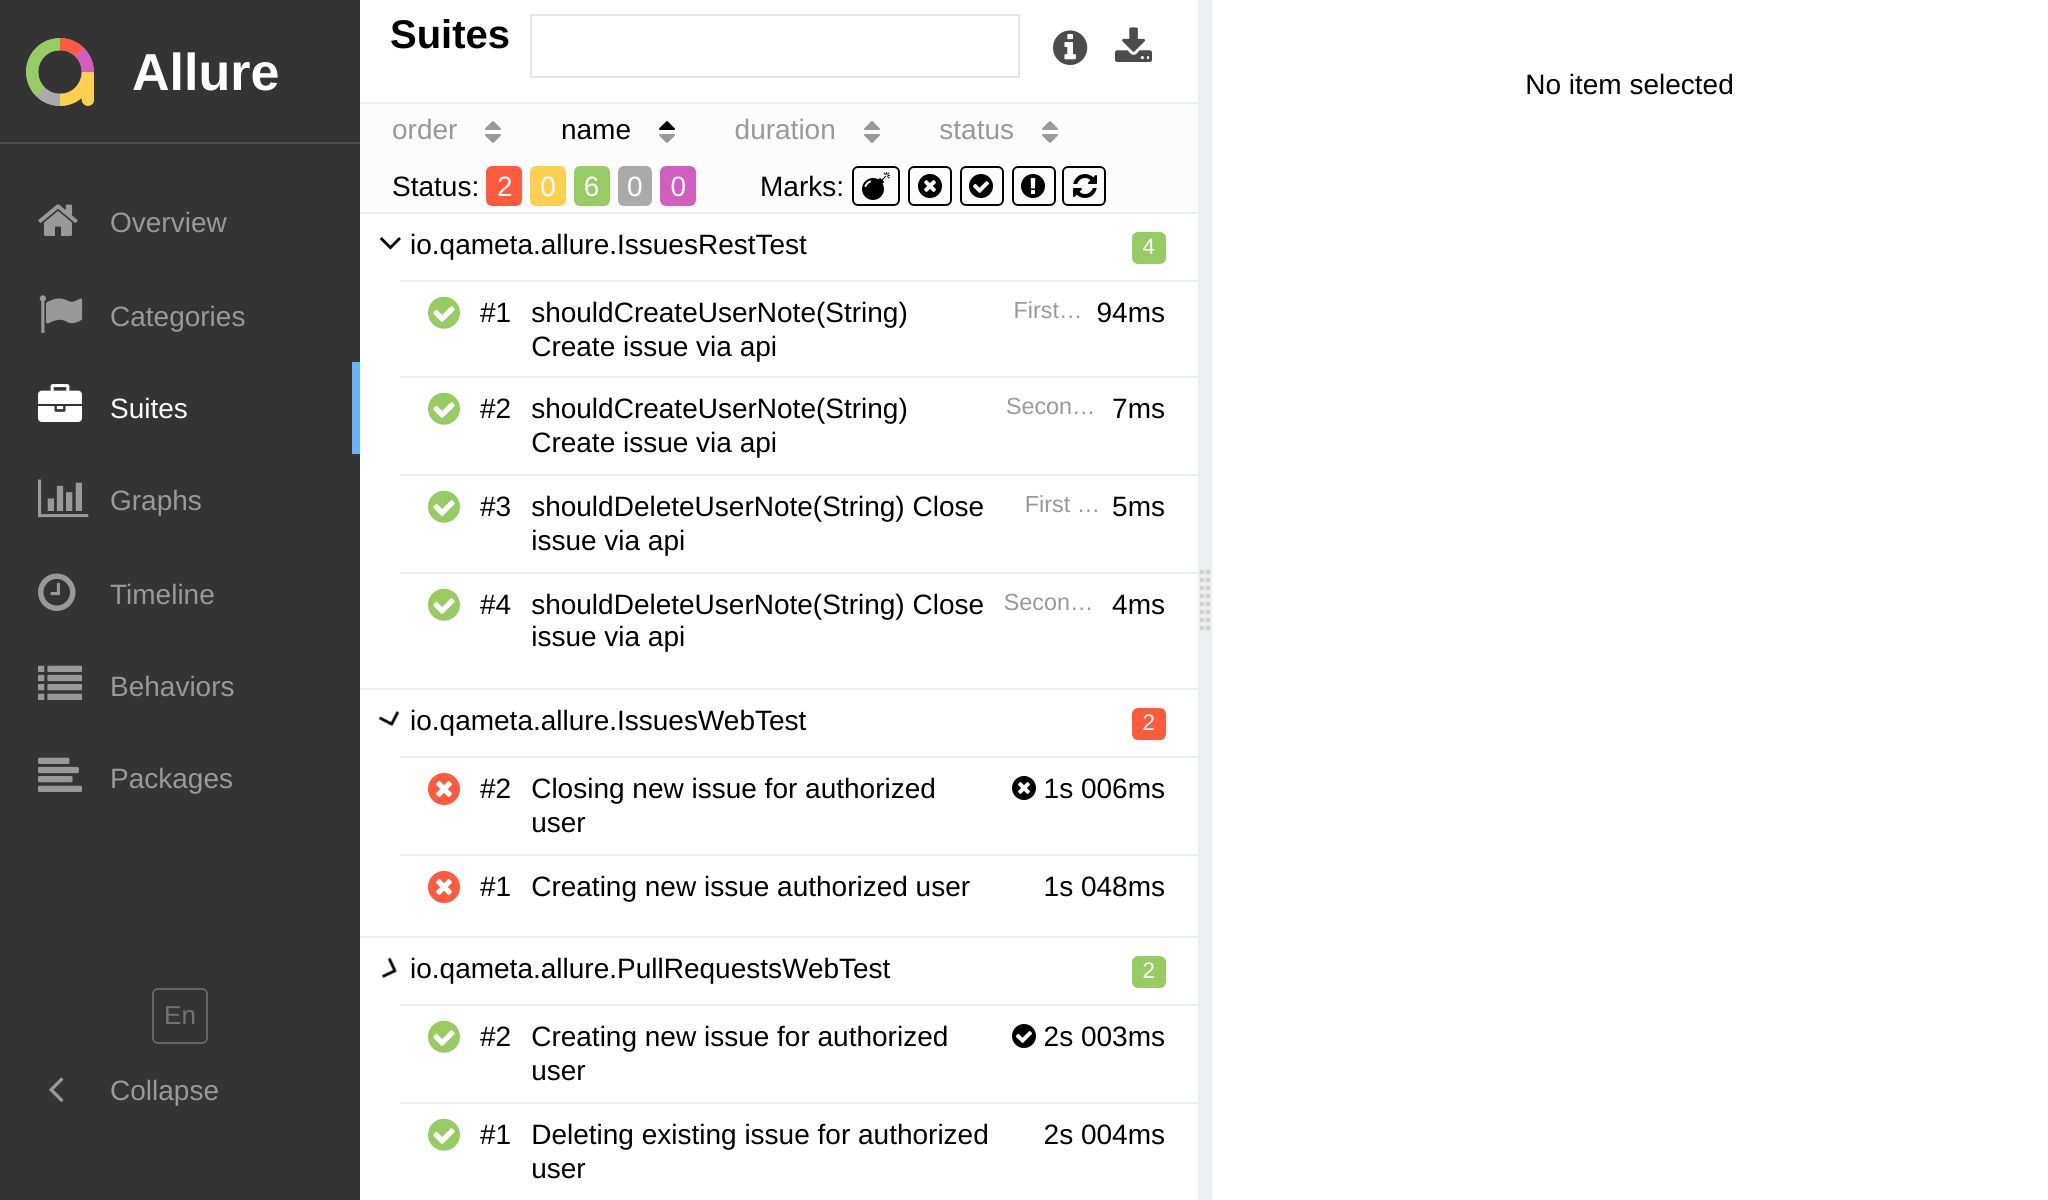 Allure
Overview
Categories
Suites
Graphs
Timeline
Behaviors
Packages
En
Collapse
Suites
order name duration status
Status: 2 0 6 0 0 Marks:
io.qameta.allure.IssuesRestTest 4
#1 shouldCreateUserNote(String) First… 94ms
Create issue via api
#2 shouldCreateUserNote(String) Secon… 7ms
Create issue via api
#3 shouldDeleteUserNote(String) Close First … 5ms
issue via api
#4 shouldDeleteUserNote(String) Close Secon… 4ms
issue via api
io.qameta.allure.IssuesWebTest 2
#2 Closing new issue for authorized 1s 006ms
user
#1 Creating new issue authorized user 1s 048ms
io.qameta.allure.PullRequestsWebTest 2
#2 Creating new issue for authorized 2s 003ms
user
#1 Deleting existing issue for authorized 2s 004ms
user
No item selected